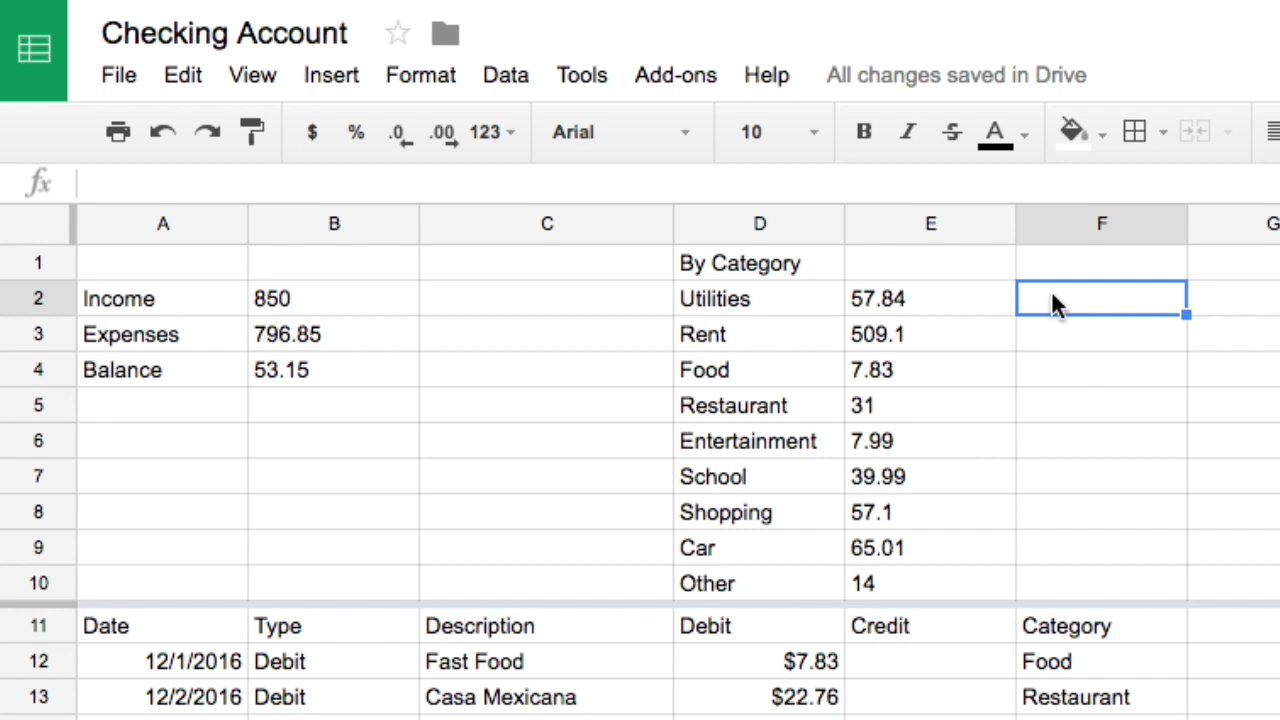 Checking Account
File Edit View Insert Format Data Tools Add-ons Help All changes saved in Drive
$ % .0 .00 123 Arial 10 B I S A
fx
A B C D E F G
1 By Category
2 Income 850 Utilities 57.84
3 Expenses 796.85 Rent 509.1
4 Balance 53.15 Food 7.83
5 Restaurant 31
6 Entertainment 7.99
7 School 39.99
8 Shopping 57.1
9 Car 65.01
10 Other 14
11 Date Type Description Debit Credit Category
12 12/1/2016 Debit Fast Food $7.83 Food
13 12/2/2016 Debit Casa Mexicana $22.76 Restaurant